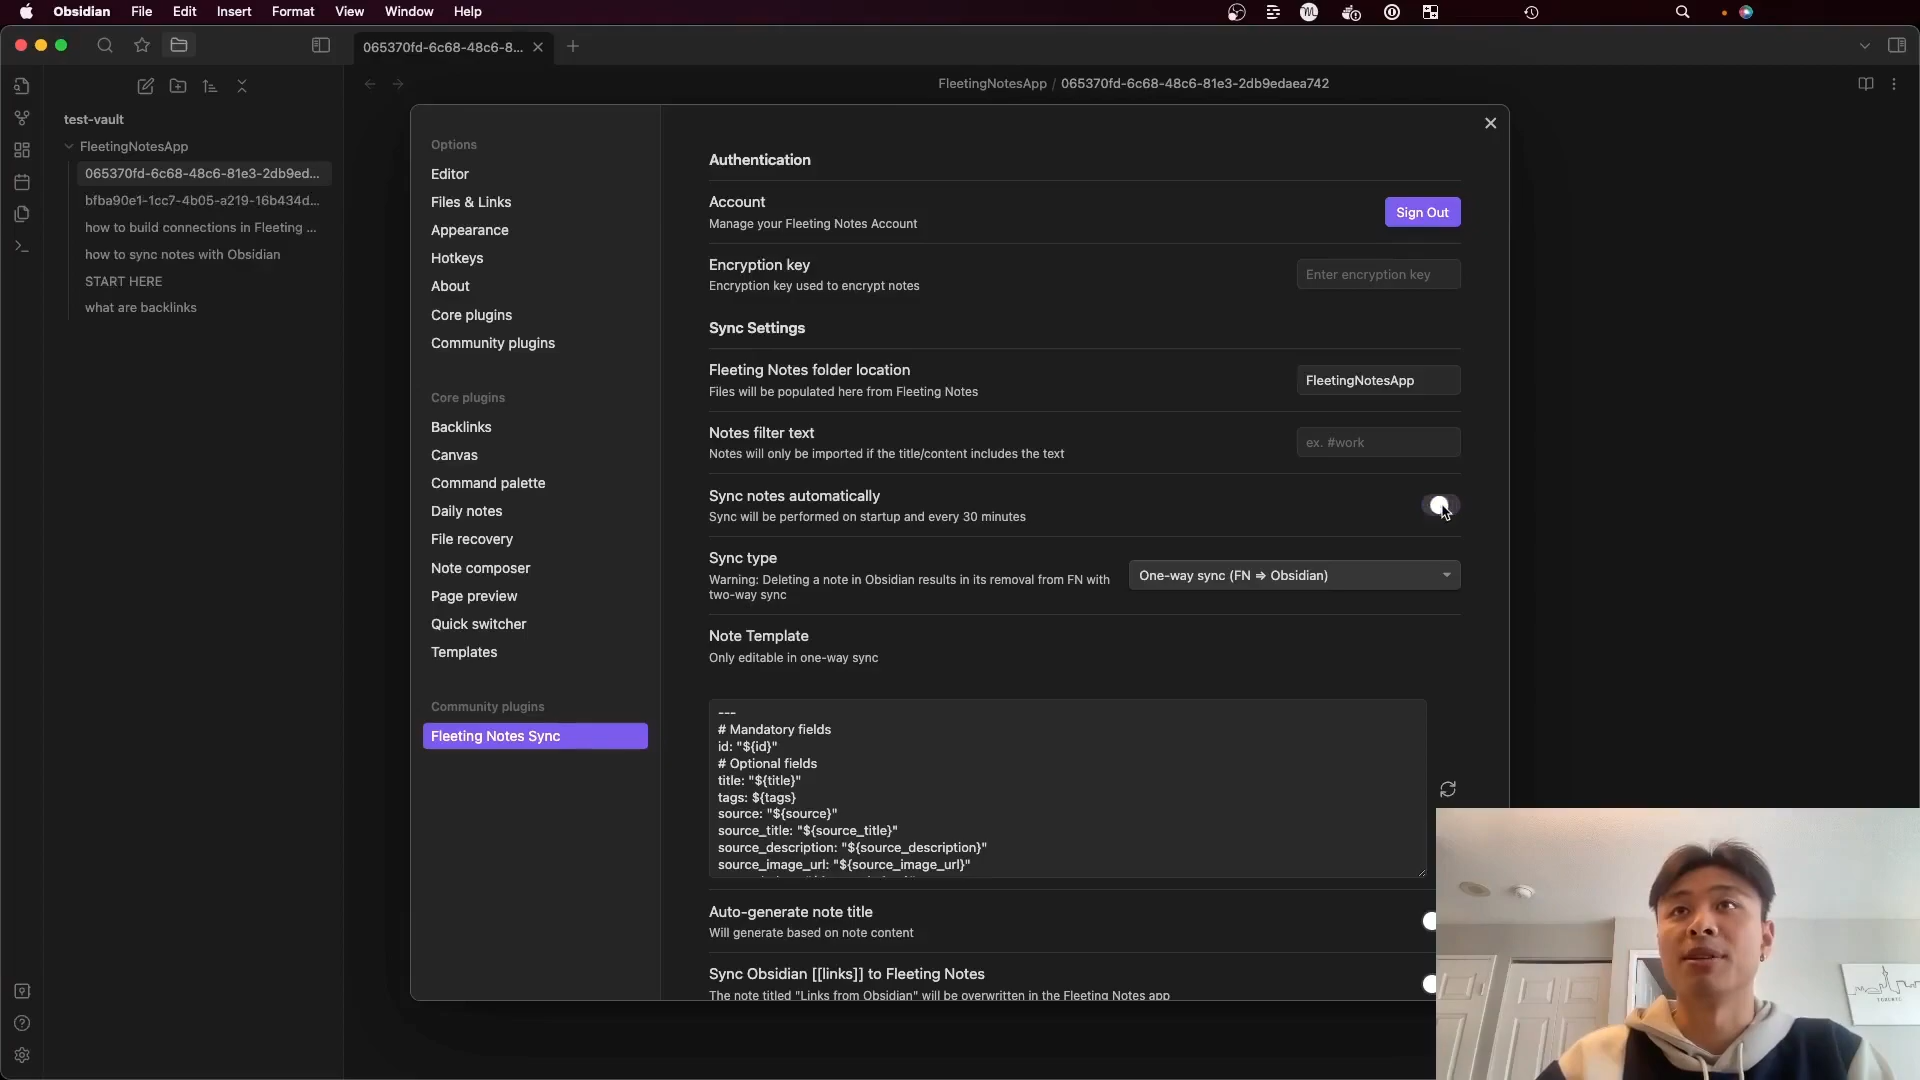 Obsidian File Edit Insert Format View Window Help
065370fd-6c68-48c6-8...
FleetingNotesApp / 065370fd-6c68-48c6-81e3-2db9edaea742
test-vault
FleetingNotesApp
065370fd-6c68-48c6-81e3-2db9ed...
bfba90e1-1cc7-4b05-a219-16b434d...
how to build connections in Fleeting ...
how to sync notes with Obsidian
START HERE
what are backlinks
Options
Editor
Files & Links
Appearance
Hotkeys
About
Core plugins
Community plugins
Core plugins
Backlinks
Canvas
Command palette
Daily notes
File recovery
Note composer
Page preview
Quick switcher
Templates
Community plugins
Fleeting Notes Sync
Authentication
Account
Manage your Fleeting Notes Account
Sign Out
Encryption key
Encryption key used to encrypt notes
Enter encryption key
Sync Settings
Fleeting Notes folder location
Files will be populated here from Fleeting Notes
FleetingNotesApp
Notes filter text
Notes will only be imported if the title/content includes the text
ex. #work
Sync notes automatically
Sync will be performed on startup and every 30 minutes
Sync type
Warning: Deleting a note in Obsidian results in its removal from FN with
two-way sync
One-way sync (FN ⇒ Obsidian)
Note Template
Only editable in one-way sync
---
# Mandatory fields
id: "${id}"
# Optional fields
title: "${title}"
tags: ${tags}
source: "${source}"
source_title: "${source_title}"
source_description: "${source_description}"
source_image_url: "${source_image_url}"
Auto-generate note title
Will generate based on note content
Sync Obsidian [[links]] to Fleeting Notes
The note titled "Links from Obsidian" will be overwritten in the Fleeting Notes app
TORONTO